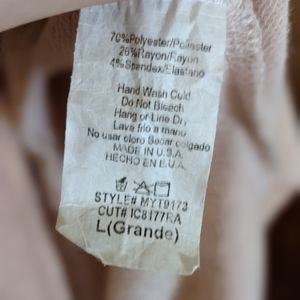 70%Polyester/Poliester
26%Rayon/Rayon
4%Spandex/Elastano
Hand Wash Cold
Do Not Bleach
Hang or Line Dry
Lave frio a mano
No usar cloro Secar colgado
MADE IN U.S.A.
HECHO EN E.U.A.
STYLE# MYT9173
CUT# IC8177RA
L(Grande)